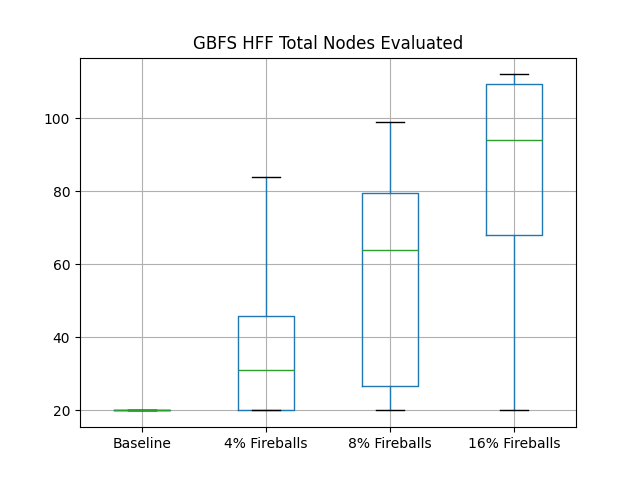 GBFS HFF Total Nodes Evaluated
100
80
60
40
20
Baseline
4% Fireballs
8% Fireballs
16% Fireballs